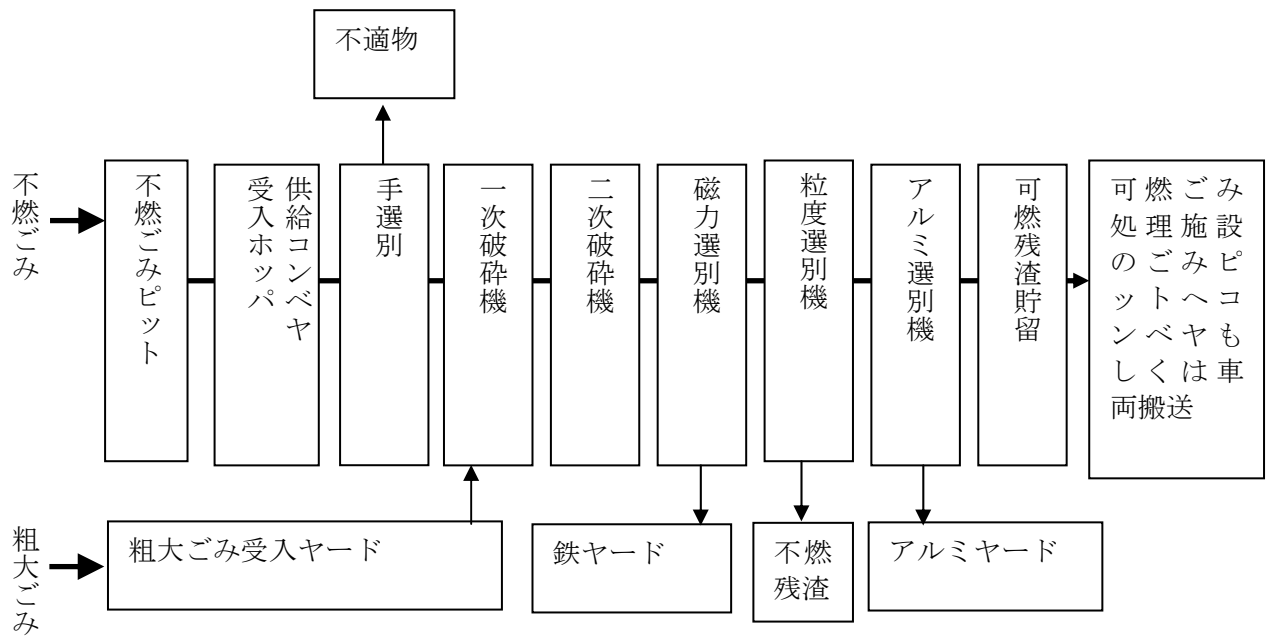 不適物
不燃ごみ
不燃ごみピット
受入ホッパ
供給コンベヤ
手選別
一次破砕機
二次破砕機
磁力選別機
粒度選別機
アルミ選別機
可燃残渣貯留
可燃ごみ
処理施設
のごみピ
ットへコ
ンベヤも
しくは車
両搬送
粗大ごみ
粗大ごみ受入ヤード
鉄ヤード
不燃
残渣
アルミヤード